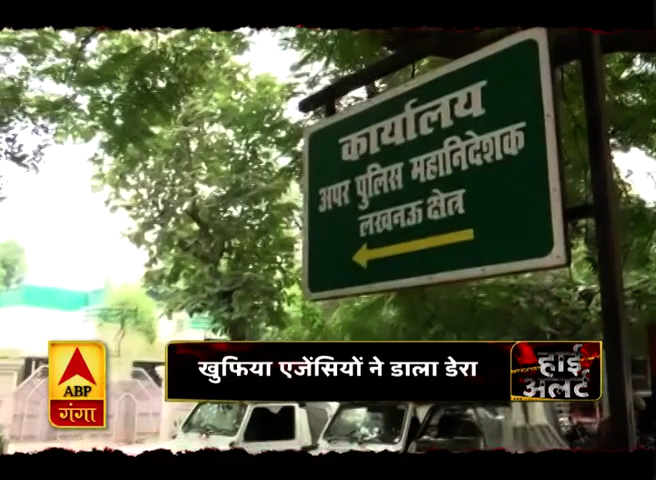 कार्यालय
अपर पुलिस महानिदेशक
लखनऊ क्षेत्र
खुफिया एजेंसियों ने डाला डेरा
हाई
अलर्ट
ABP
गंगा